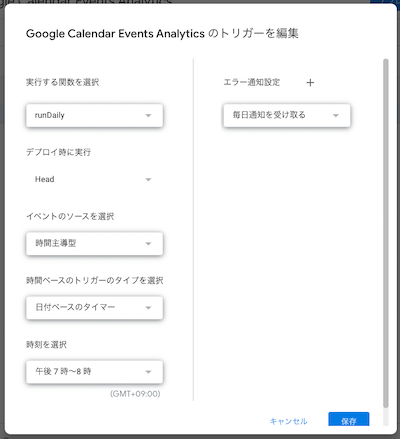 Google Calendar Events Analytics のトリガーを編集
実行する関数を選択
runDaily
デプロイ時に実行
Head
イベントのソースを選択
時間主導型
時間ベースのトリガーのタイプを選択
日付ベースのタイマー
時刻を選択
午後 7 時～8 時
(GMT+09:00)
エラー通知設定 +
毎日通知を受け取る
キャンセル
保存